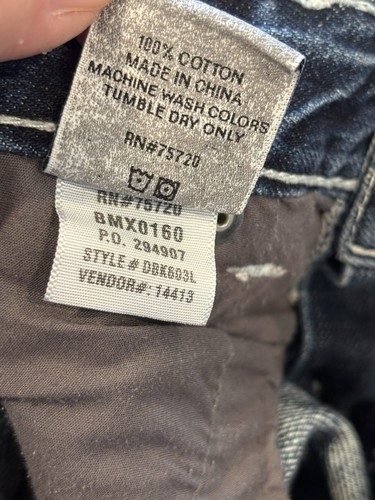 100% COTTON
MADE IN CHINA
MACHINE WASH COLORS
TUMBLE DRY ONLY
RN#75720
RN#75720
BMX0160
P.O. 294907
STYLE # DBK603L
VENDOR#: 14413